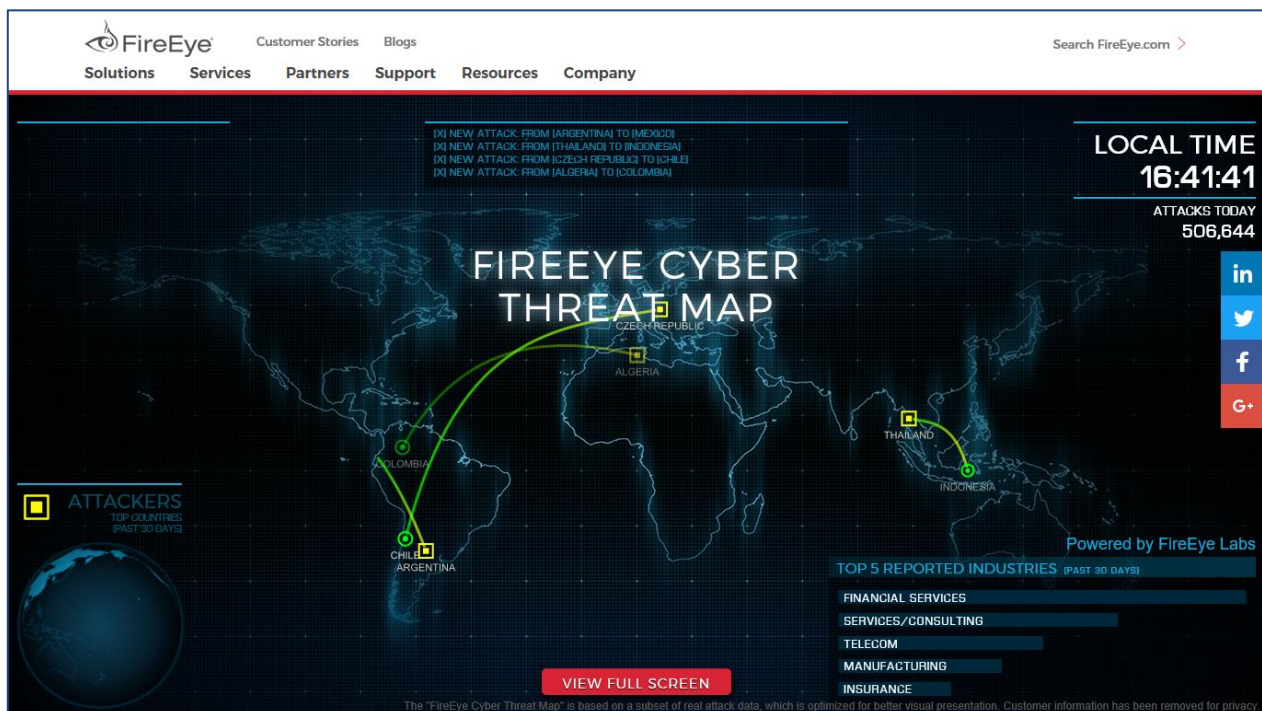 FireEye Customer Stories Blogs Search FireEye.com
Solutions Services Partners Support Resources Company
[X] NEW ATTACK: FROM [ARGENTINA] TO [MEXICO]
[X] NEW ATTACK: FROM [THAILAND] TO [INDONESIA]
[X] NEW ATTACK: FROM [CZECH REPUBLIC] TO [CHILE]
[X] NEW ATTACK: FROM [ALGERIA] TO [COLOMBIA]
LOCAL TIME
16:41:41
ATTACKS TODAY
506,644
FIREEYE CYBER
THREAT MAP
in
f
G+
CZECH REPUBLIC
ALGERIA
THAILAND
COLOMBIA
INDONESIA
CHILE
ARGENTINA
ATTACKERS
TOP COUNTRIES
[PAST 30 DAYS]
Powered by FireEye Labs
TOP 5 REPORTED INDUSTRIES [PAST 30 DAYS]
FINANCIAL SERVICES
SERVICES/CONSULTING
TELECOM
MANUFACTURING
INSURANCE
VIEW FULL SCREEN
The "FireEye Cyber Threat Map" is based on a subset of real attack data, which is optimized for better visual presentation. Customer information has been removed for privacy.